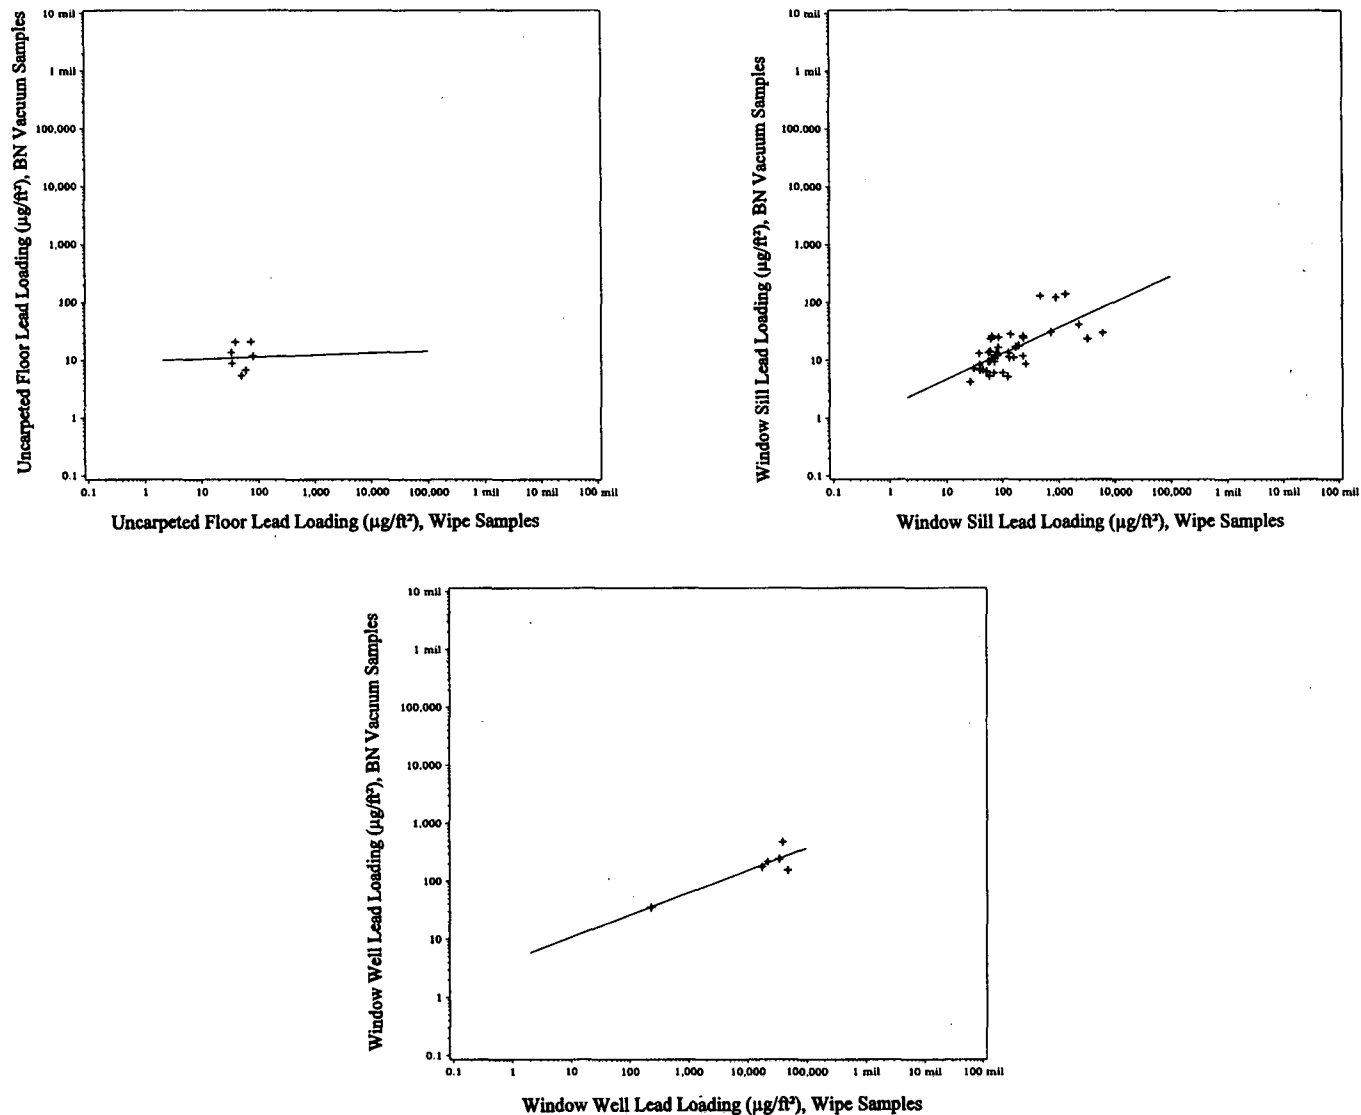 Uncarpeted Floor Lead Loading (µg/ft²), BN Vacuum Samples
10 mil
1 mil
100,000
10,000
1,000
100
10
1
0.1
0.1 1 10 100 1,000 10,000 100,000 1 mil 10 mil 100 mil
Uncarpeted Floor Lead Loading (µg/ft²), Wipe Samples
Window Sill Lead Loading (µg/ft²), BN Vacuum Samples
10 mil
1 mil
100,000
10,000
1,000
100
10
1
0.1
0.1 1 10 100 1,000 10,000 100,000 1 mil 10 mil 100 mil
Window Sill Lead Loading (µg/ft²), Wipe Samples
Window Well Lead Loading (µg/ft²), BN Vacuum Samples
10 mil
1 mil
100,000
10.000
1,000
100
10
1
0.1
0.1 1 10 100 1,000 10,000 100,000 1 mil 10 mil 100 mil
Window Well Lead Loading (µg/ft²), Wipe Samples